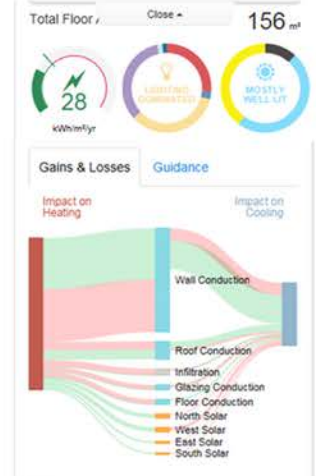 Total Floor
Close
156 m²
28
kWh/m²/yr
LIGHTING
DOMINATED
MOSTLY
WELL LIT
Gains & Losses
Guidance
Impact on
Heating
Impact on
Cooling
Wall Conduction
Roof Conduction
Infiltration
Glazing Conduction
Floor Conduction
North Solar
West Solar
East Solar
South Solar